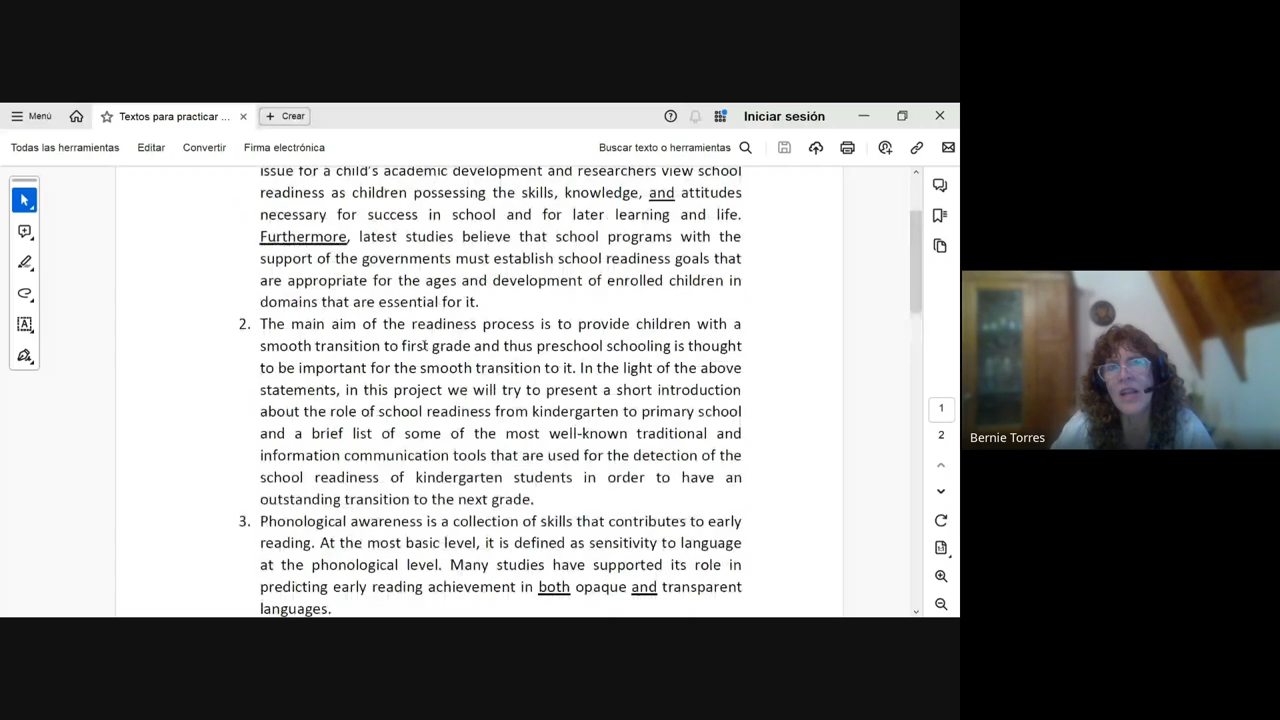 Menú
Textos para practicar ...
Crear
Iniciar sesión
Todas las herramientas
Editar
Convertir
Firma electrónica
Buscar texto o herramientas
issue for a child's academic development and researchers view school
readiness as children possessing the skills, knowledge, and attitudes
necessary for success in school and for later learning and life.
Furthermore, latest studies believe that school programs with the
support of the governments must establish school readiness goals that
are appropriate for the ages and development of enrolled children in
domains that are essential for it.
2. The main aim of the readiness process is to provide children with a
smooth transition to first grade and thus preschool schooling is thought
to be important for the smooth transition to it. In the light of the above
statements, in this project we will try to present a short introduction
about the role of school readiness from kindergarten to primary school
and a brief list of some of the most well-known traditional and
information communication tools that are used for the detection of the
school readiness of kindergarten students in order to have an
outstanding transition to the next grade.
3. Phonological awareness is a collection of skills that contributes to early
reading. At the most basic level, it is defined as sensitivity to language
at the phonological level. Many studies have supported its role in
predicting early reading achievement in both opaque and transparent
languages.
1
2
Bernie Torres